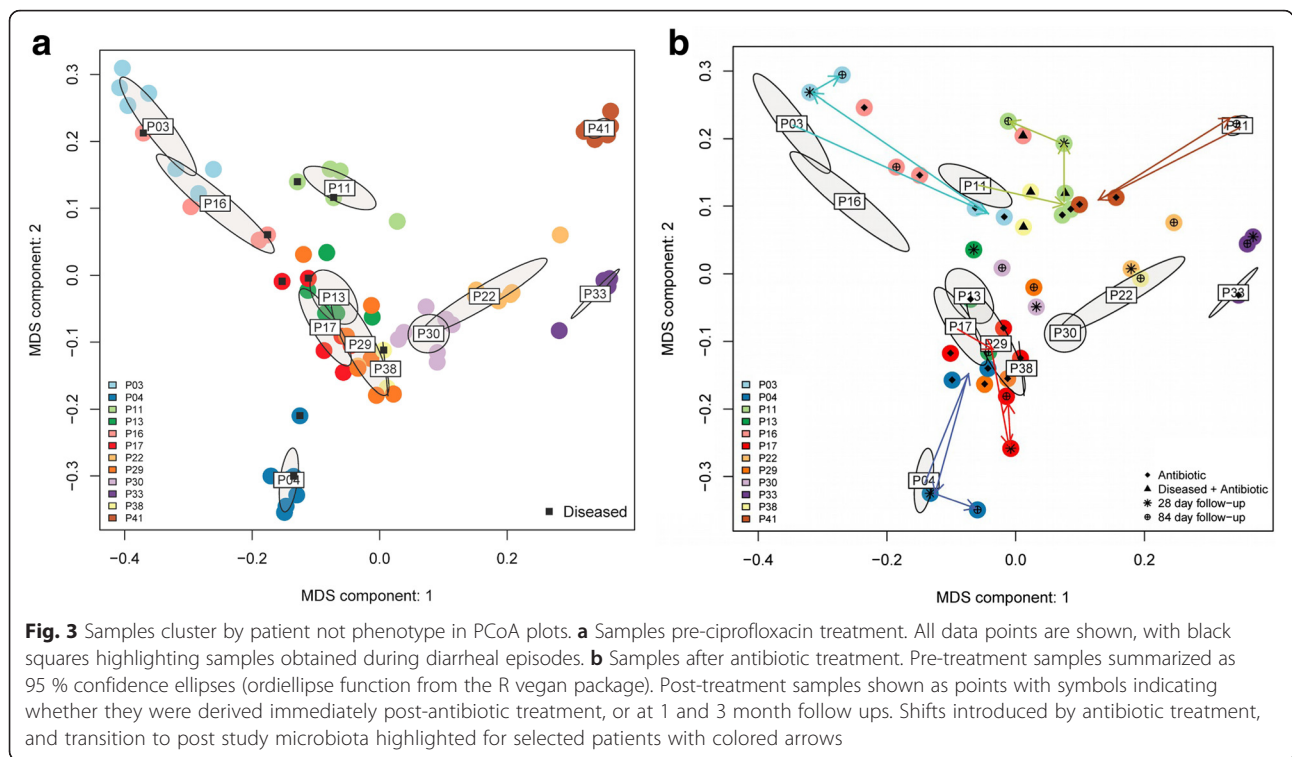 a
0.3
0.2
0.1
0.0
−0.1
−0.2
−0.3
MDS component: 2
P03
P16
P11
P41
P13
P17
P29
P38
P30
P22
P33
P04
P03
P04
P11
P13
P16
P17
P22
P29
P30
P33
P38
P41
Diseased
−0.4
−0.2
0.0
0.2
MDS component: 1
b
0.3
0.2
0.1
0.0
−0.1
−0.2
−0.3
MDS component: 2
P03
P16
P11
P41
P13
P17
P29
P38
P30
P22
P33
P04
P03
P04
P11
P13
P16
P17
P22
P29
P30
P33
P38
P41
Antibiotic
Diseased + Antibiotic
28 day follow−up
84 day follow−up
−0.4
−0.2
0.0
0.2
MDS component: 1
Fig. 3 Samples cluster by patient not phenotype in PCoA plots. a Samples pre-ciprofloxacin treatment. All data points are shown, with black
squares highlighting samples obtained during diarrheal episodes. b Samples after antibiotic treatment. Pre-treatment samples summarized as
95 % confidence ellipses (ordiellipse function from the R vegan package). Post-treatment samples shown as points with symbols indicating
whether they were derived immediately post-antibiotic treatment, or at 1 and 3 month follow ups. Shifts introduced by antibiotic treatment,
and transition to post study microbiota highlighted for selected patients with colored arrows